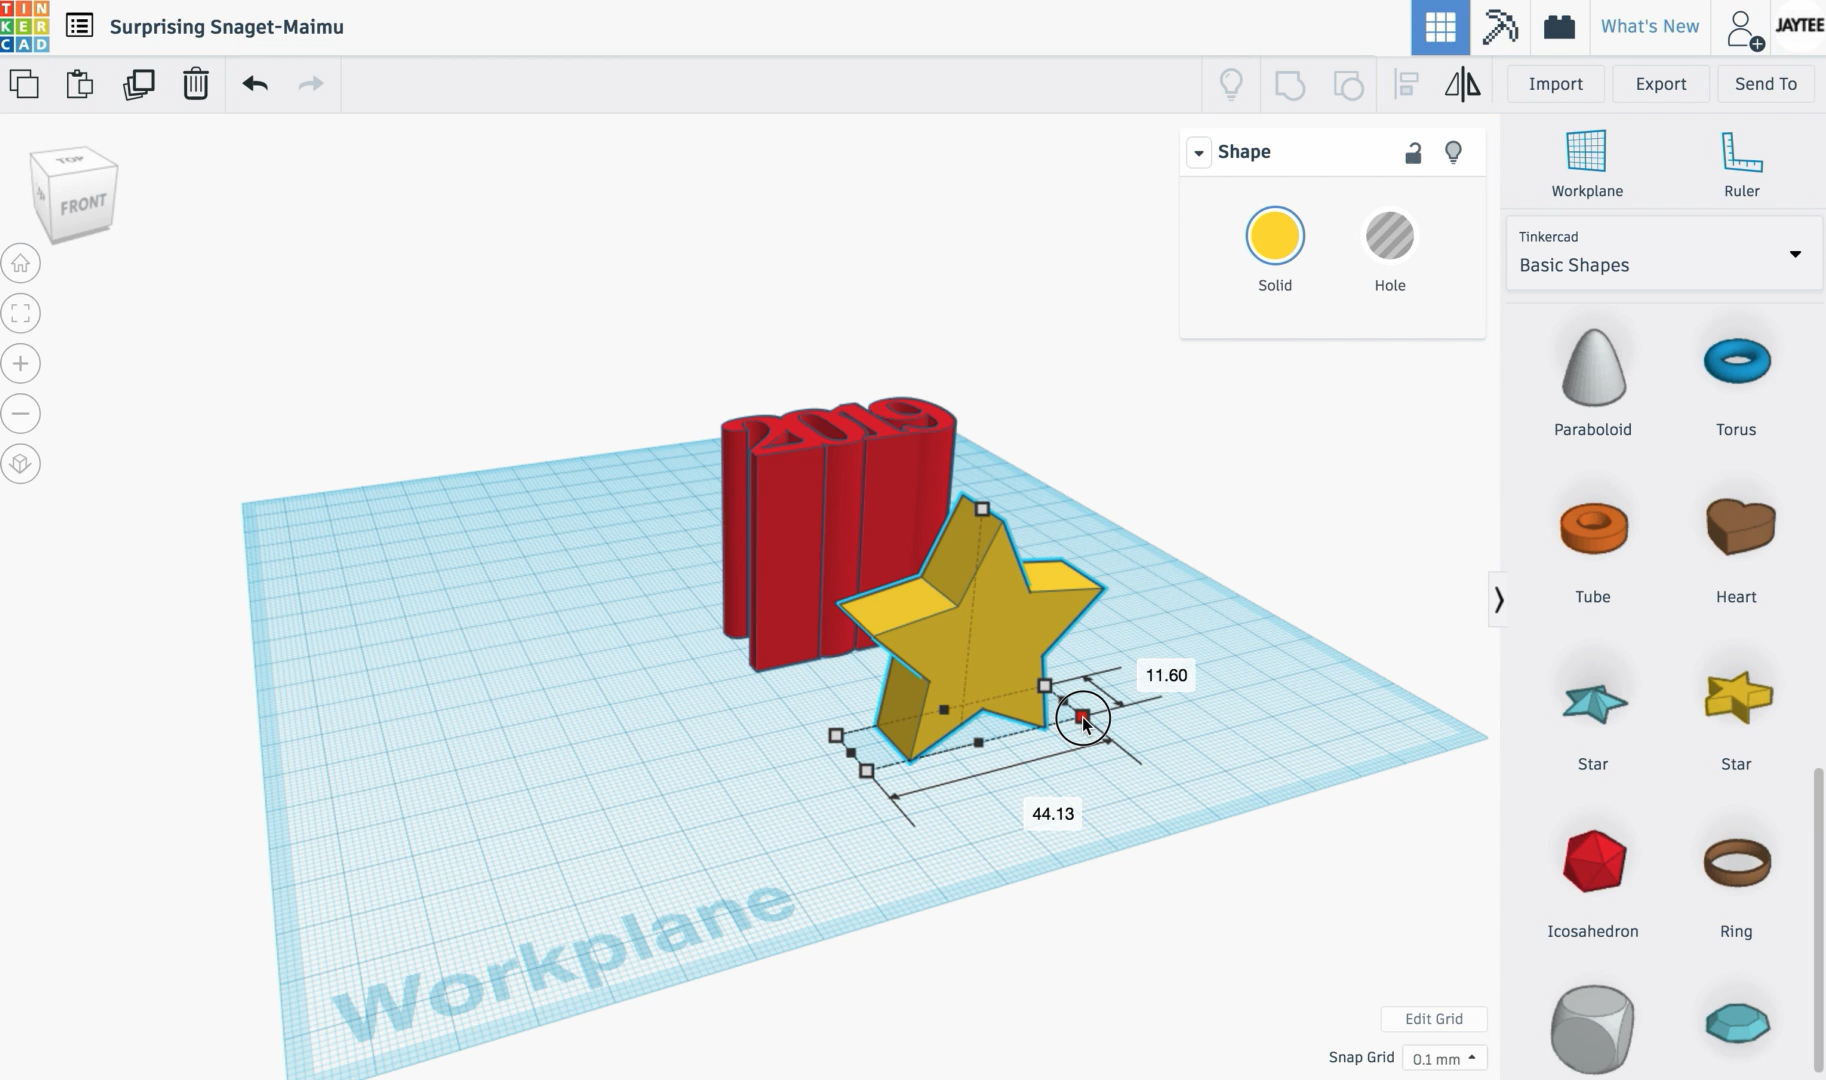 TIN
KER
CAD
Surprising Snaget-Maimu
What's New
JAYTEE
Import
Export
Send To
TOP
FRONT
Shape
Solid
Hole
Workplane
Ruler
Tinkercad
Basic Shapes
Paraboloid
Torus
Tube
Heart
Star
Star
Icosahedron
Ring
2019
11.60
44.13
Workplane
Edit Grid
Snap Grid
0.1 mm